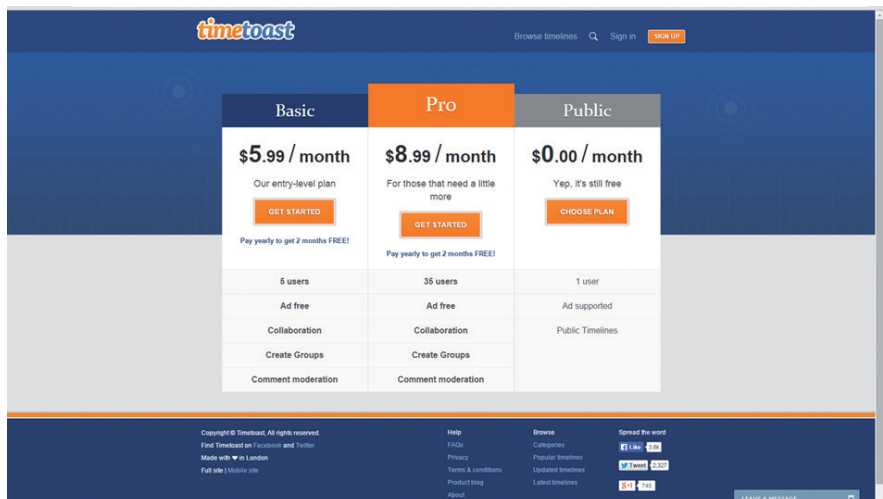 timetoast
Browse timelines
Sign in
SIGN UP
Basic
$5.99 / month
Our entry-level plan
GET STARTED
Pay yearly to get 2 months FREE!
5 users
Ad free
Collaboration
Create Groups
Comment moderation
Pro
$8.99 / month
For those that need a little
more
GET STARTED
Pay yearly to get 2 months FREE!
35 users
Ad free
Collaboration
Create Groups
Comment moderation
Public
$0.00 / month
Yep, it's still free
CHOOSE PLAN
1 user
Ad supported
Public Timelines
Copyright © Timetoast, All rights reserved.
Find Timetoast on Facebook and Twitter
Made with ❤ in London
Full site | Mobile site
Help
FAQs
Privacy
Terms & conditions
Product blog
About
Browse
Categories
Popular timelines
Updated timelines
Latest timelines
Spread the word
Like 3.8k
Tweet 2,327
g+1 745
LEAVE A MESSAGE